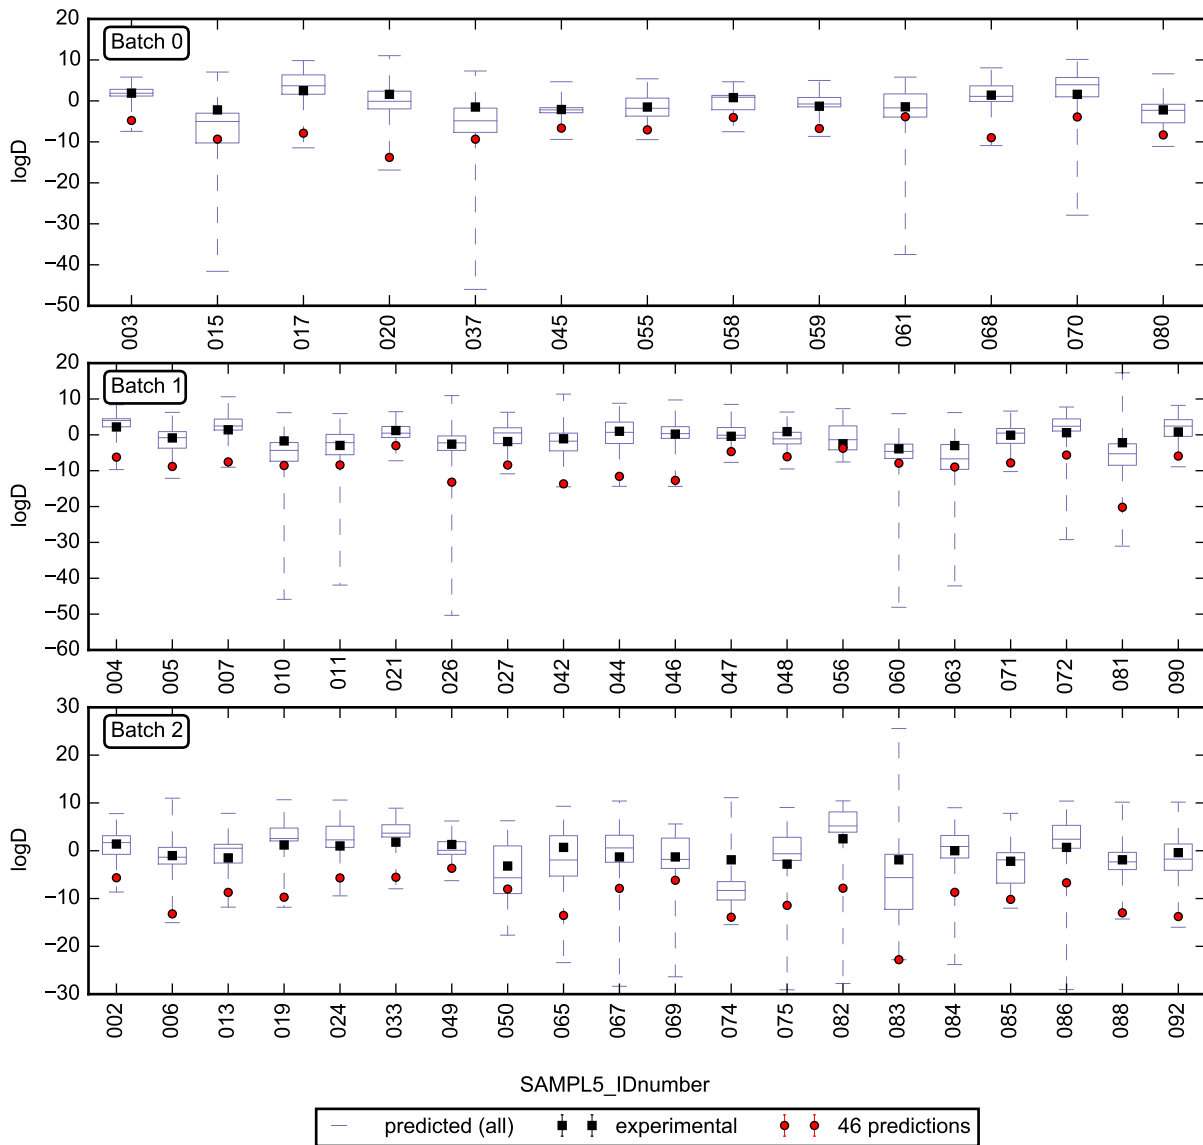 Batch 0
20
10
0
−10
−20
−30
−40
−50
logD
003 015 017 020 037 045 055 058 059 061 068 070 080
Batch 1
20
10
0
−10
−20
−30
−40
−50
−60
logD
004 005 007 010 011 021 026 027 042 044 046 047 048 056 060 063 071 072 081 090
Batch 2
30
20
10
0
−10
−20
−30
logD
002 006 013 019 024 033 049 050 065 067 069 074 075 082 083 084 085 086 088 092
SAMPL5_IDnumber
predicted (all) experimental 46 predictions